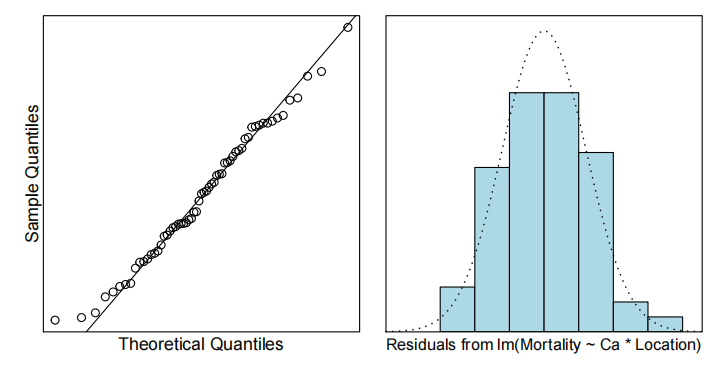 Sample Quantiles
Theoretical Quantiles
Residuals from lm(Mortality ~ Ca * Location)